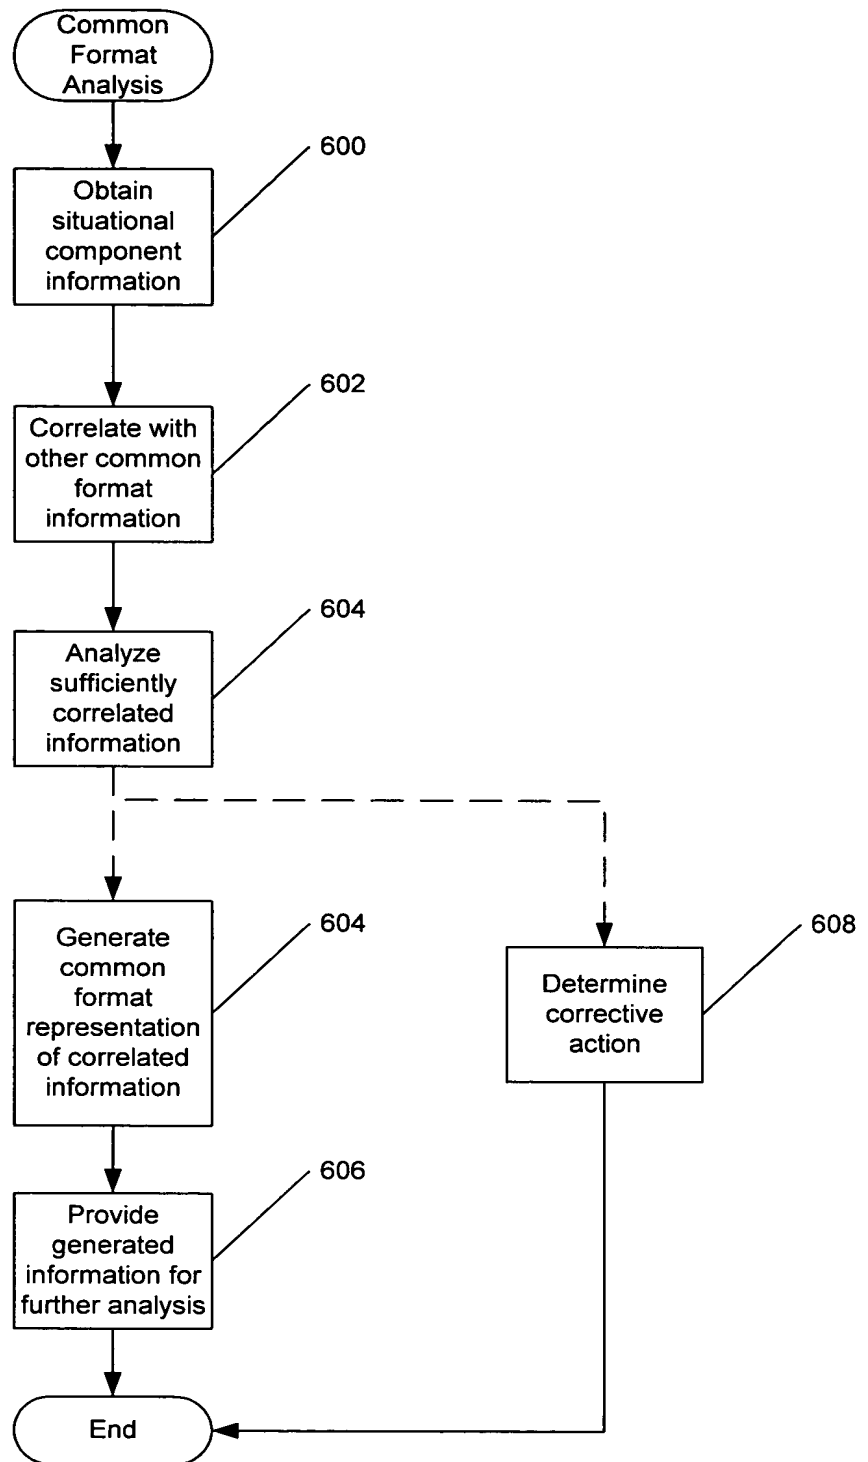 Common
Format
Analysis
600
Obtain
situational
component
information
602
Correlate with
other common
format
information
604
Analyze
sufficiently
correlated
information
604
Generate
common
format
representation
of correlated
information
608
Determine
corrective
action
606
Provide
generated
information for
further analysis
End